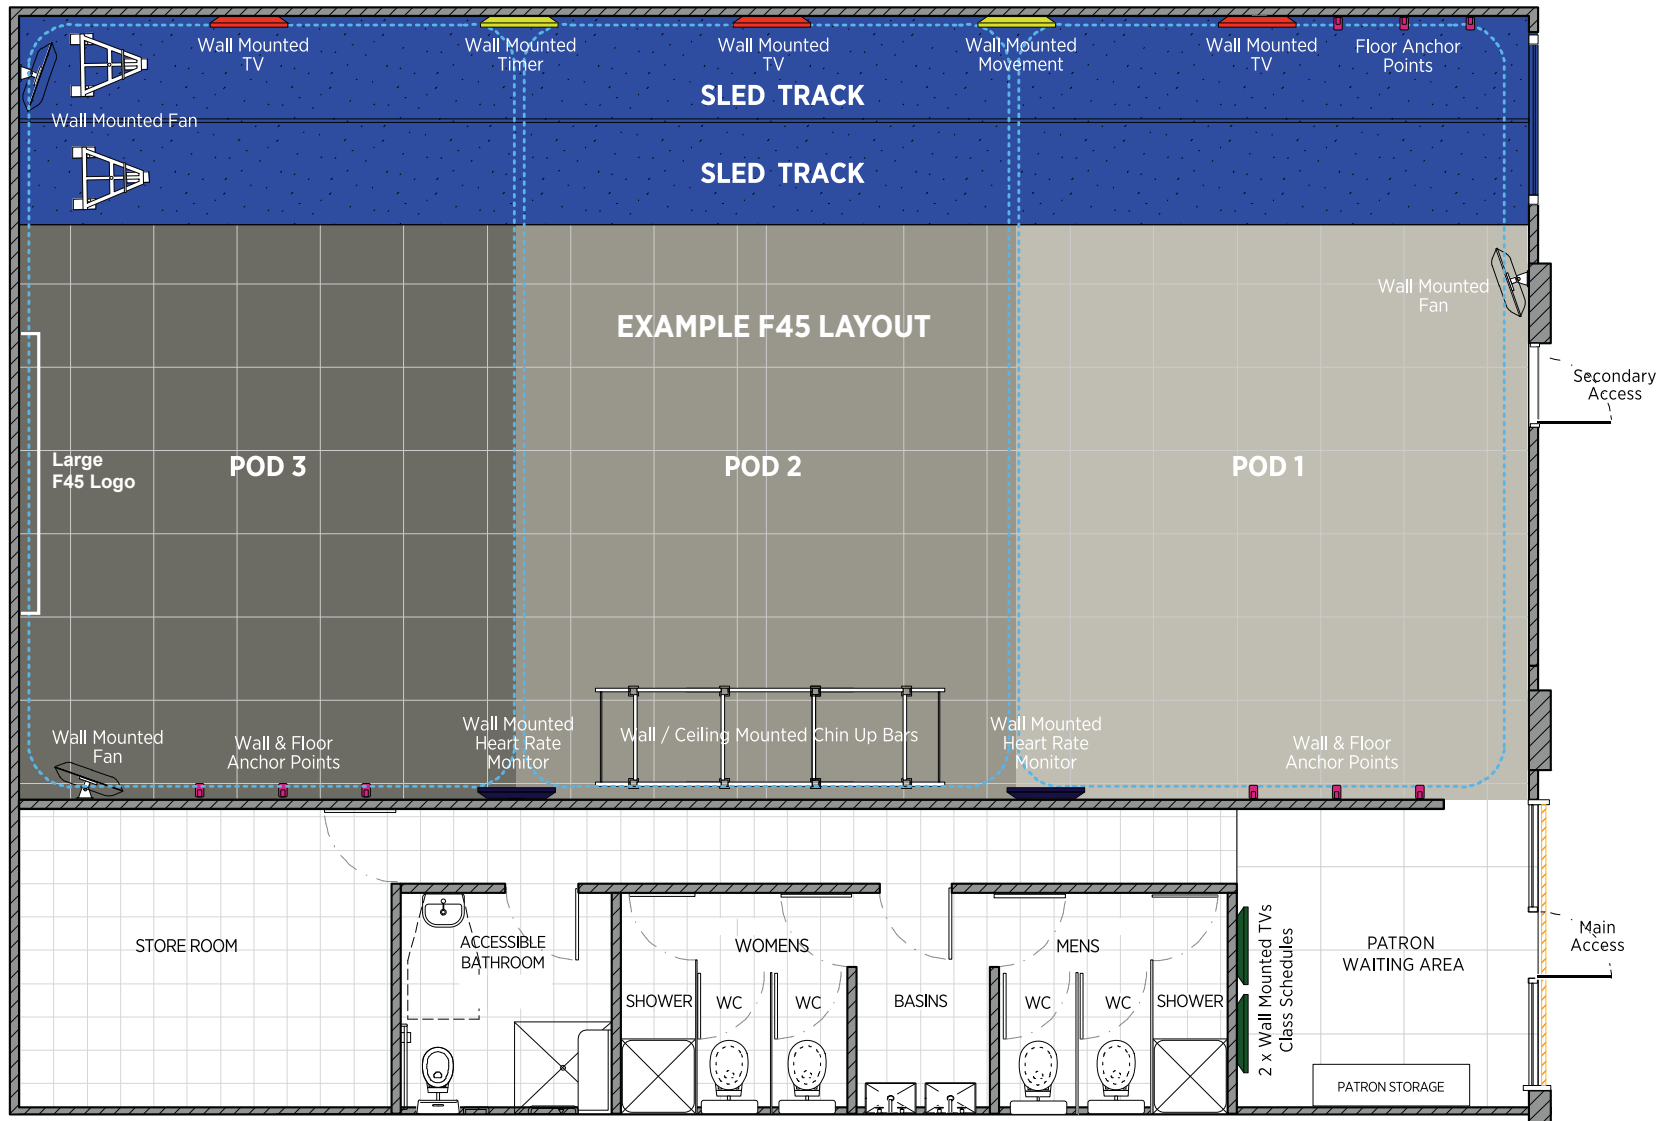 Wall Mounted
TV
Wall Mounted
Timer
Wall Mounted
TV
Wall Mounted
Movement
Wall Mounted
TV
Floor Anchor
Points
SLED TRACK
Wall Mounted Fan
SLED TRACK
Wall Mounted
Fan
EXAMPLE F45 LAYOUT
Secondary
Access
Large
F45 Logo
POD 3
POD 2
POD 1
Wall Mounted
Fan
Wall & Floor
Anchor Points
Wall Mounted
Heart Rate
Monitor
Wall / Ceiling Mounted Chin Up Bars
Wall Mounted
Heart Rate
Monitor
Wall & Floor
Anchor Points
STORE ROOM
ACCESSIBLE
BATHROOM
WOMENS
MENS
SHOWER
WC
WC
BASINS
WC
WC
SHOWER
2 x Wall Mounted TVs
Class Schedules
PATRON
WAITING AREA
Main
Access
PATRON STORAGE